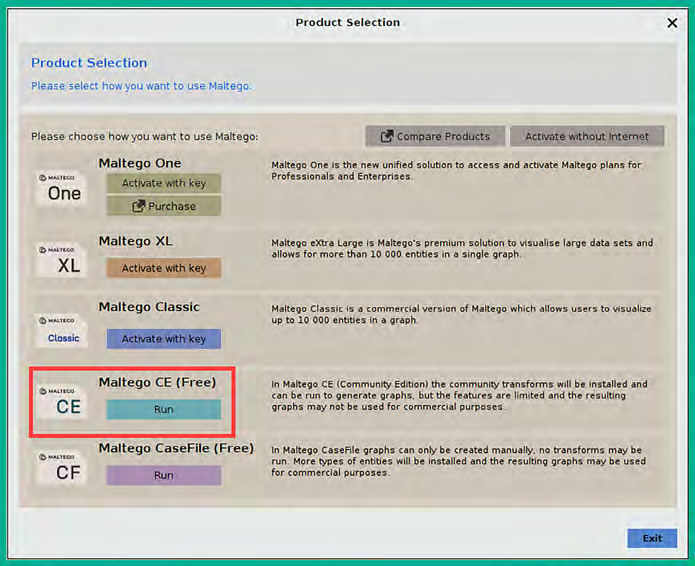 Product Selection
Product Selection
Please select how you want to use Maltego.
Please choose how you want to use Maltego:
Compare Products
Activate without Internet
MALTEGO
One
Maltego One
Activate with key
Purchase
Maltego One is the new unified solution to access and activate Maltego plans for
Professionals and Enterprises.
MALTEGO
XL
Maltego XL
Activate with key
Maltego eXtra Large is Maltego's premium solution to visualise large data sets and
allows for more than 10 000 entities in a single graph.
MALTEGO
Classic
Maltego Classic
Activate with key
Maltego Classic is a commercial version of Maltego which allows users to visualize
up to 10 000 entities in a graph.
MALTEGO
CE
Maltego CE (Free)
Run
In Maltego CE (Community Edition) the community transforms will be installed and
can be run to generate graphs, but the features are limited and the resulting
graphs may not be used for commercial purposes.
MALTEGO
CF
Maltego CaseFile (Free)
Run
In Maltego CaseFile graphs can only be created manually, no transforms may be
run. More types of entities will be installed and the resulting graphs may be used
for commercial purposes.
Exit